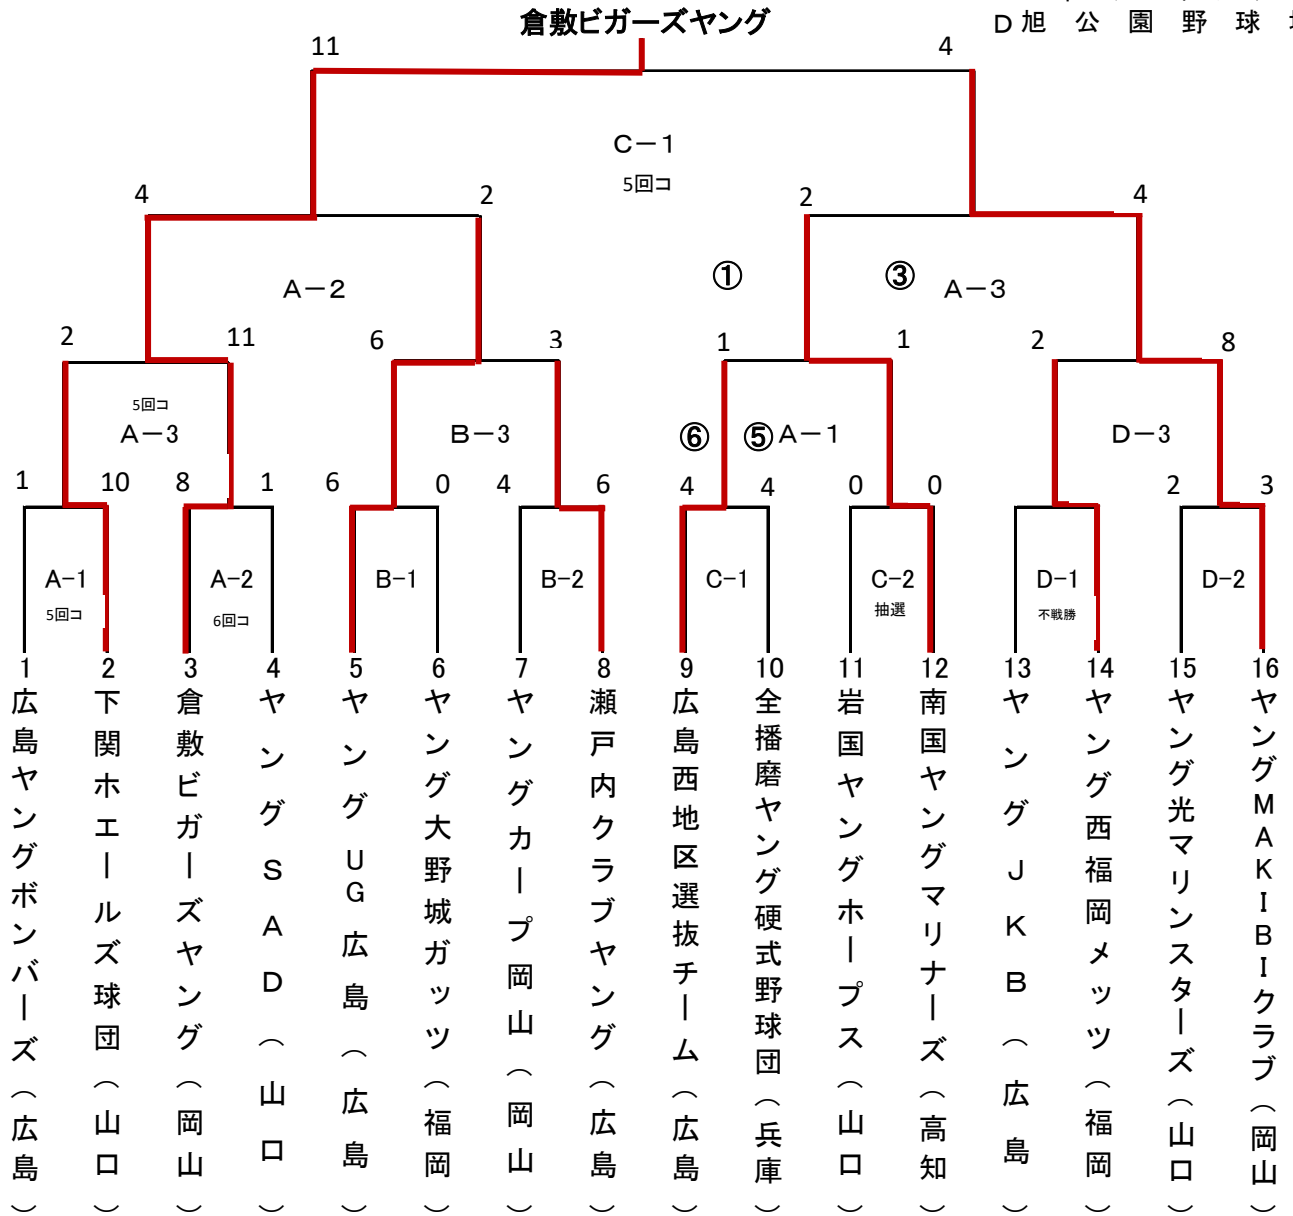 倉敷ビガーズヤング
D 旭 公 園 野 球
11
4
C－1
5回コ
4
2
2
4
①
③
A－2
A－3
2
11
6
3
1
1
2
8
5回コ
A－3
B－3
⑥
⑤
A－1
D－3
1
10
8
1
6
0
4
6
4
4
0
0
2
3
A-1
A-2
B-1
B-2
C-1
C-2
D-1
D-2
5回コ
6回コ
抽選
不戦勝
1
2
3
4
5
6
7
8
9
10
11
12
13
14
15
16
広島ヤングボンバーズ（広島）
下関ホエールズ球団（山口）
倉敷ビガーズヤング（岡山）
ヤングSAD（山口）
ヤングUG広島（広島）
ヤング大野城ガッツ（福岡）
ヤングカープ岡山（岡山）
瀬戸内クラブヤング（広島）
広島西地区選抜チーム（広島）
全播磨ヤング硬式野球団（兵庫）
岩国ヤングホープス（山口）
南国ヤングマリナーズ（高知）
ヤングJKB（広島）
ヤング西福岡メッツ（福岡）
ヤング光マリンスターズ（山口）
ヤングMAKIBIクラブ（岡山）